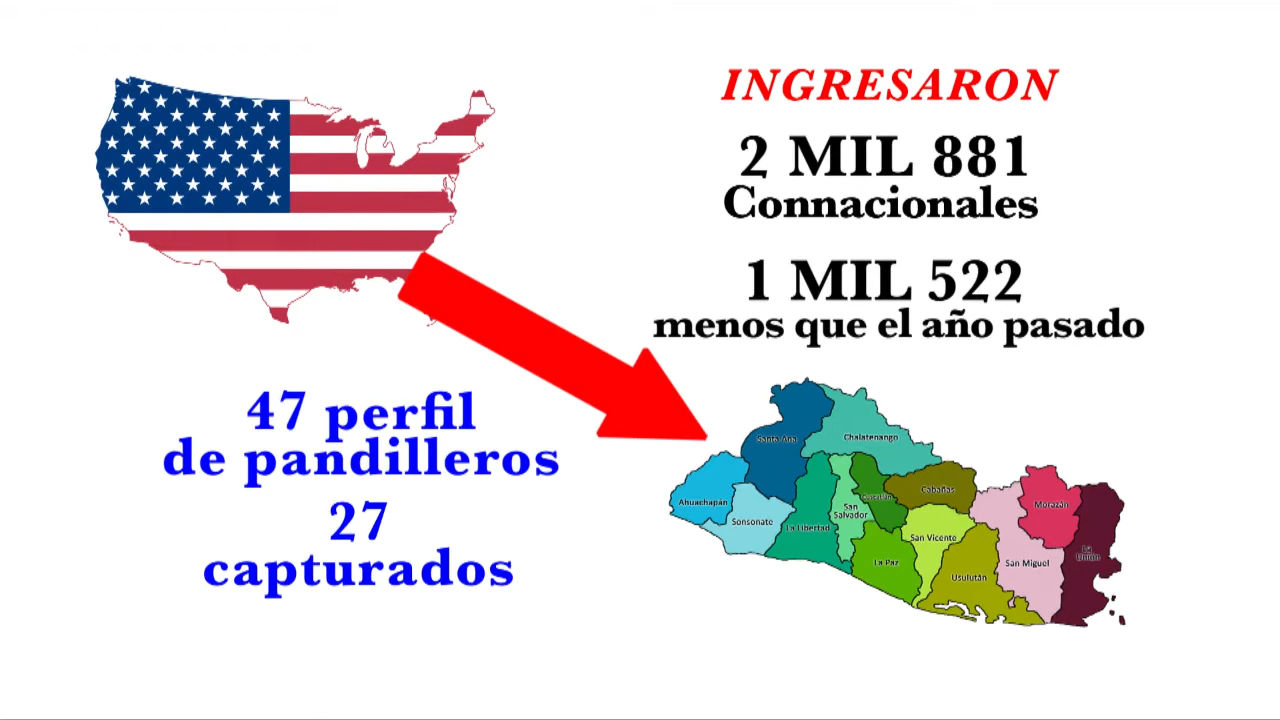 INGRESARON
2 MIL 881
Connacionales
1 MIL 522
menos que el año pasado
47 perfil
de pandilleros
27
capturados
Santa Ana
Chalatenango
Ahuachapán
Sonsonate
La Libertad
San
Salvador
Cuscatlán
Cabañas
La Paz
San Vicente
Usulután
San Miguel
Morazán
La
Unión